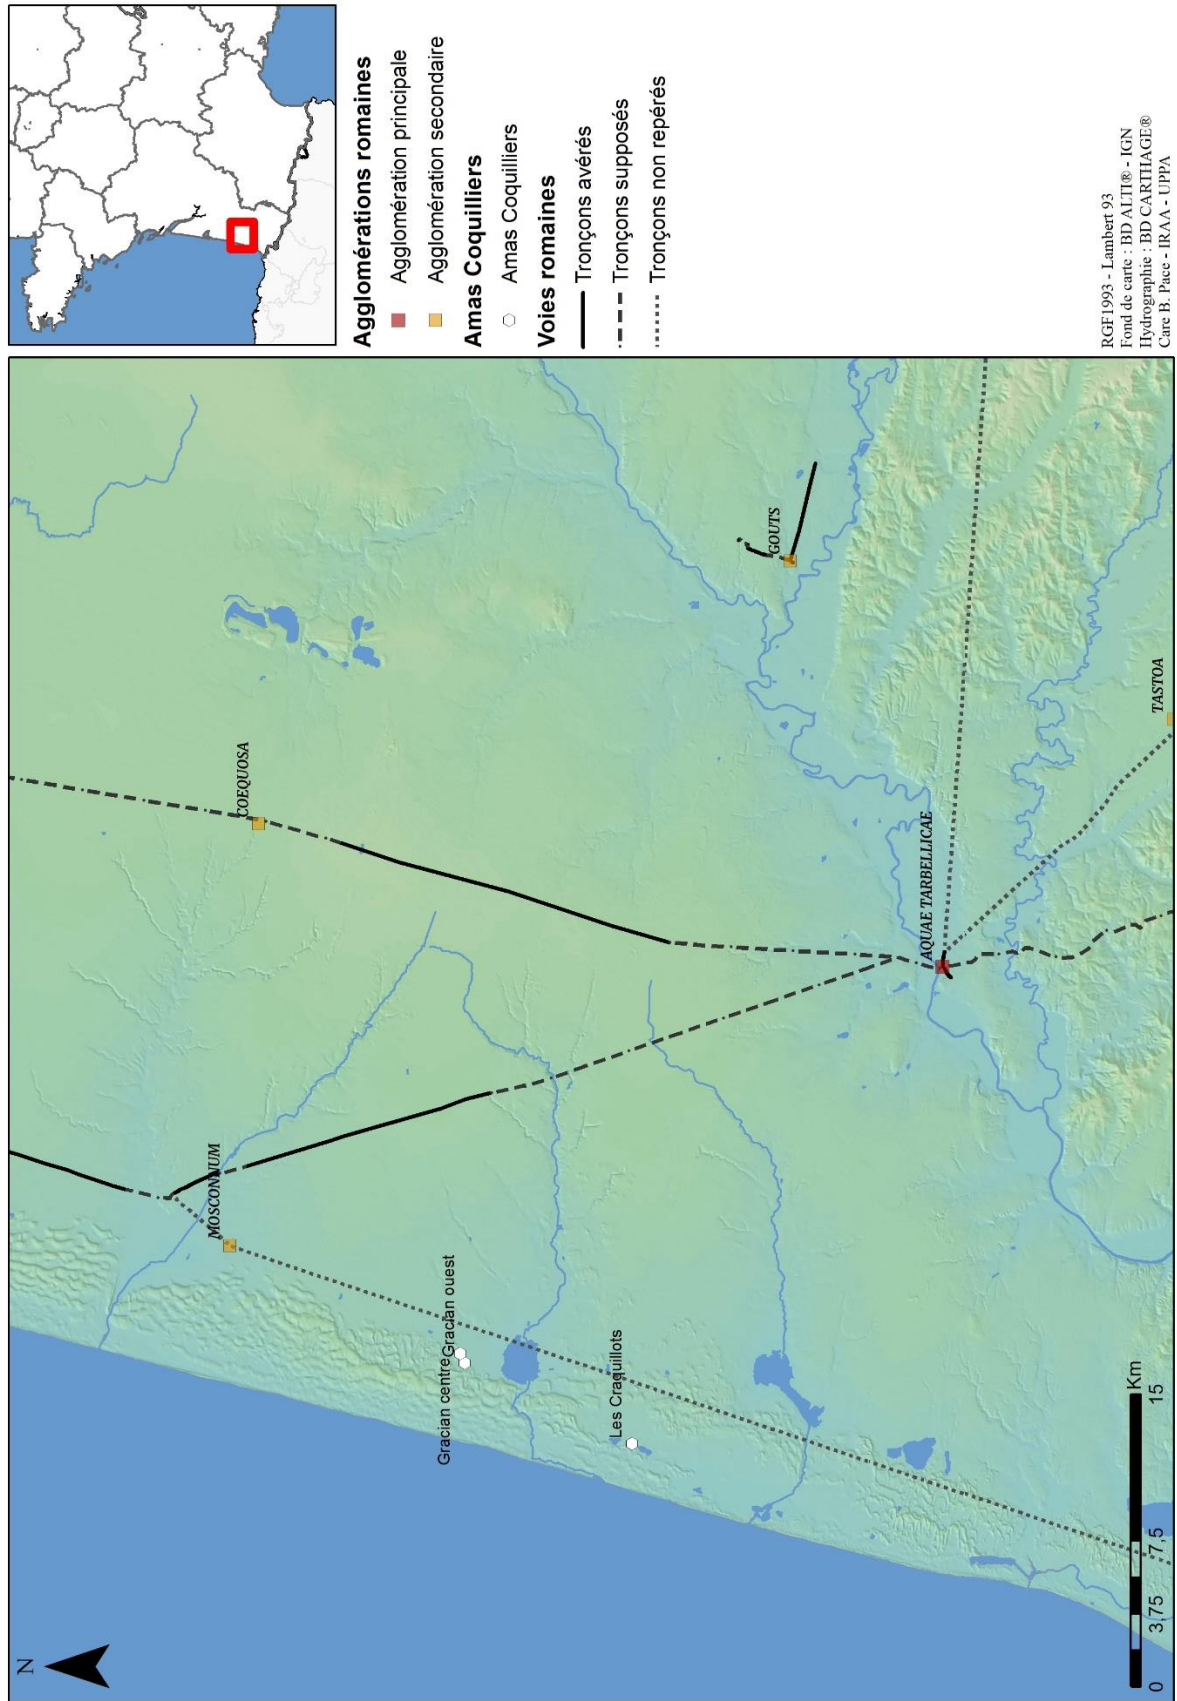 N
MOSCONNUM
COEQUOSA
GOUTS
Gracian centre
Gracian ouest
Les Craquillots
AQUAE TARBELLICAE
TASTOA
0 3,75 7,5 15
Km
Agglomérations romaines
Agglomération principale
Agglomération secondaire
Amas Coquilliers
Amas Coquilliers
Voies romaines
Tronçons avérés
Tronçons supposés
Tronçons non repérés
RGF1993 - Lambert 93
Fond de carte : BD ALTI® - IGN
Hydrographie : BD CARTHAGE®
Care B. Pace - IRAA - UPPA